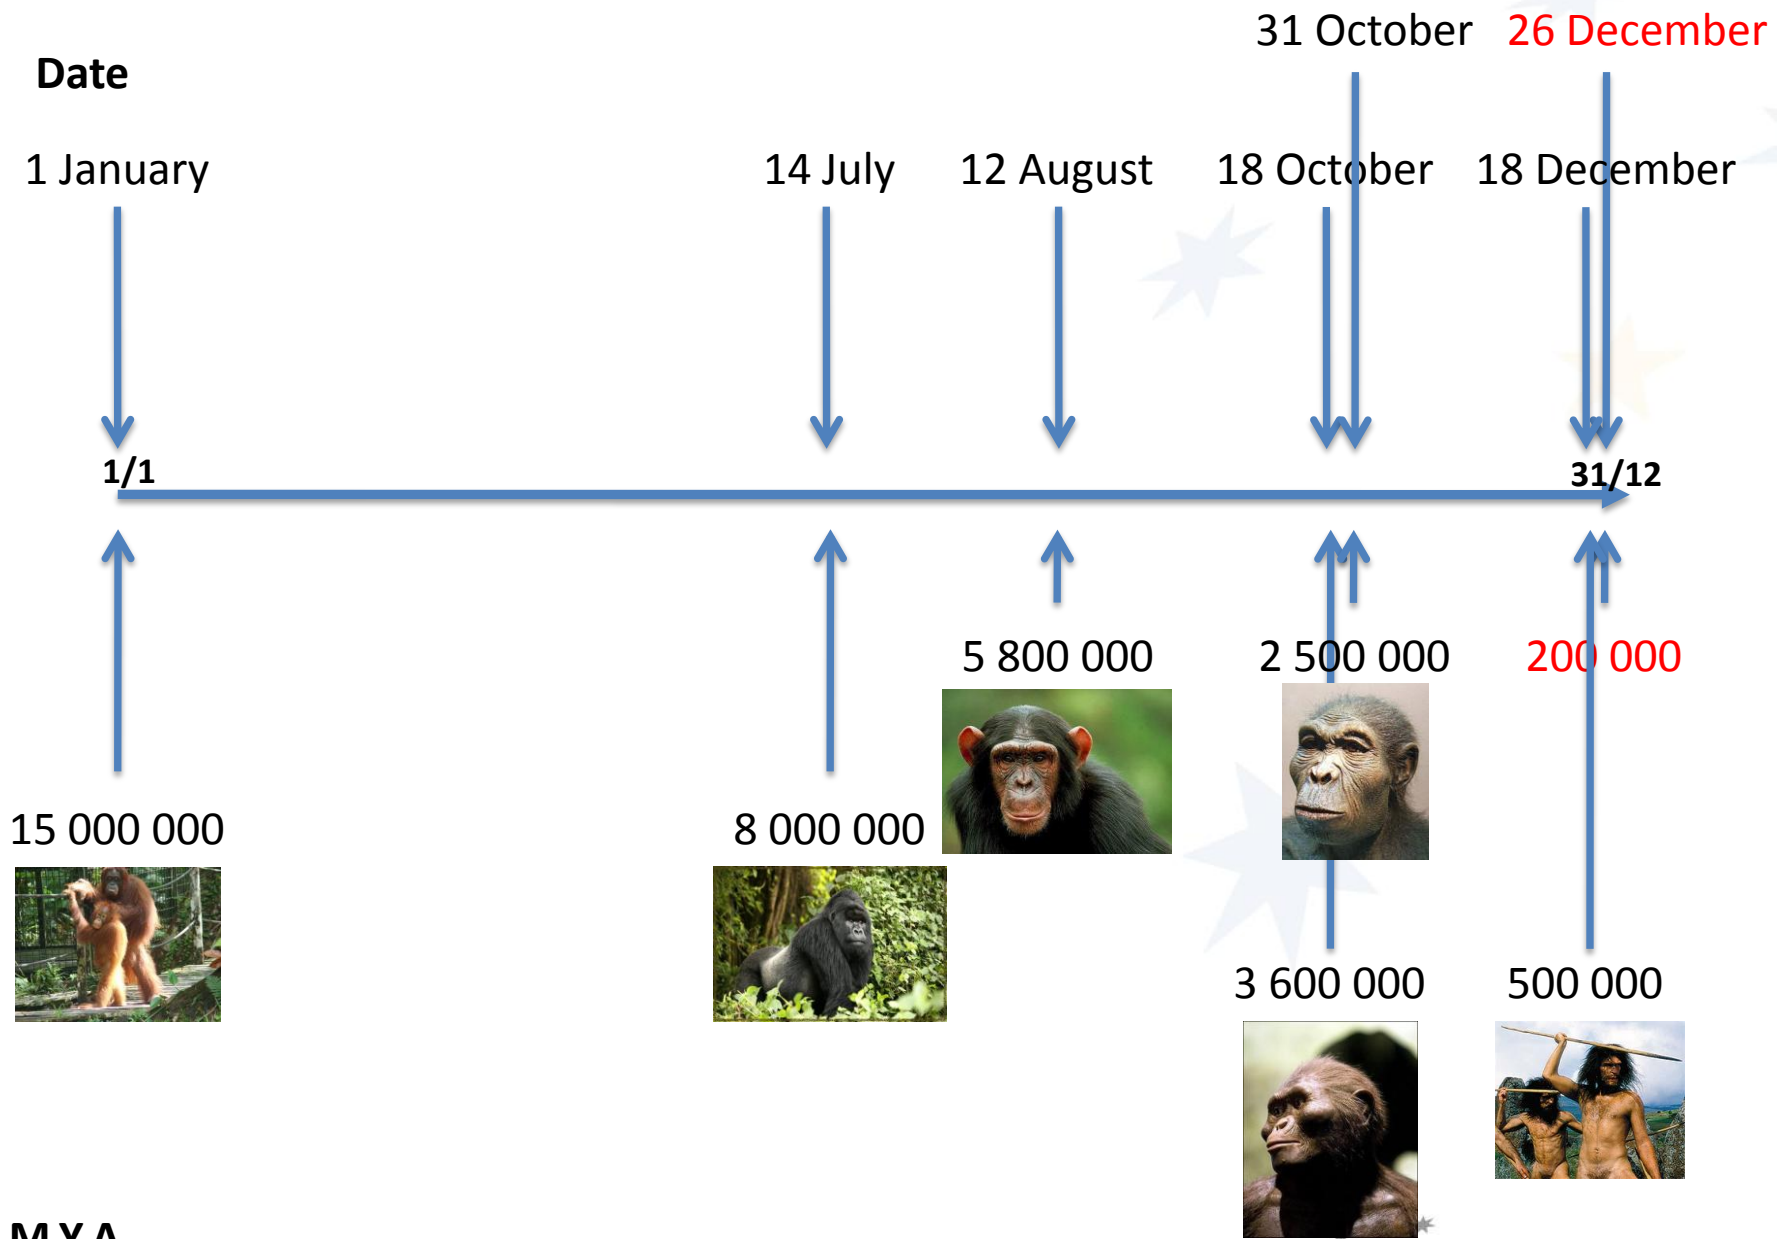 31 October 26 December
Date
1 January 14 July 12 August 18 October 18 December
1/1 31/12
5 800 000 2 500 000 200 000
15 000 000 8 000 000
3 600 000 500 000
M.Y.A